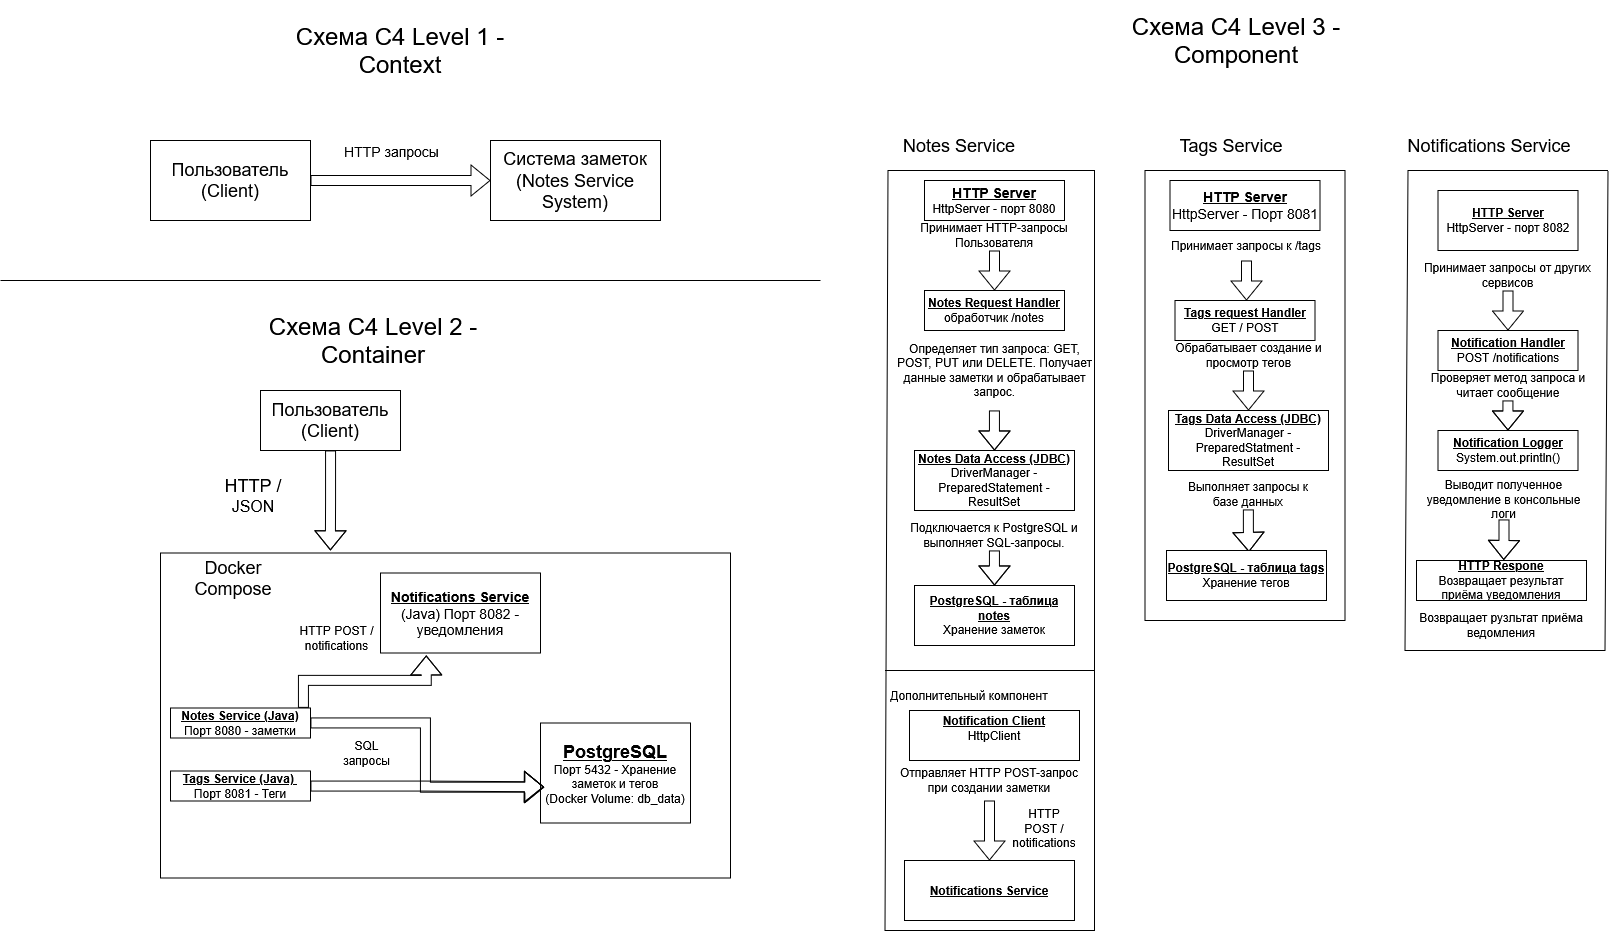 Схема C4 Level 1 -
Context
Пользователь
(Client)
HTTP запросы
Система заметок
(Notes Service
System)
Схема C4 Level 2 -
Container
Пользователь
(Client)
HTTP /
JSON
Docker
Compose
Notifications Service
(Java) Порт 8082 -
уведомления
HTTP POST /
notifications
Notes Service (Java)
Порт 8080 - заметки
SQL
запросы
Tags Service (Java)
Порт 8081 - Теги
PostgreSQL
Порт 5432 - Хранение
заметок и тегов
(Docker Volume: db_data)
Схема C4 Level 3 -
Component
Notes Service
HTTP Server
HttpServer - порт 8080
Принимает HTTP-запросы
Пользователя
Notes Request Handler
обработчик /notes
Определяет тип запроса: GET,
POST, PUT или DELETE. Получает
данные заметки и обрабатывает
запрос.
Notes Data Access (JDBC)
DriverManager -
PreparedStatement -
ResultSet
Подключается к PostgreSQL и
выполняет SQL-запросы.
PostgreSQL - таблица
notes
Хранение заметок
Дополнительный компонент
Notification Client
HttpClient
Отправляет HTTP POST-запрос
при создании заметки
HTTP
POST /
notifications
Notifications Service
Tags Service
HTTP Server
HttpServer - Порт 8081
Принимает запросы к /tags
Tags request Handler
GET / POST
Обрабатывает создание и
просмотр тегов
Tags Data Access (JDBC)
DriverManager -
PreparedStatment -
ResultSet
Выполняет запросы к
базе данных
PostgreSQL - таблица tags
Хранение тегов
Notifications Service
HTTP Server
HttpServer - порт 8082
Принимает запросы от других
сервисов
Notification Handler
POST /notifications
Проверяет метод запроса и
читает сообщение
Notification Logger
System.out.println()
Выводит полученное
уведомление в консольные
логи
HTTP Respone
Возвращает результат
приёма уведомления
Возвращает рузльтат приёма
ведомления